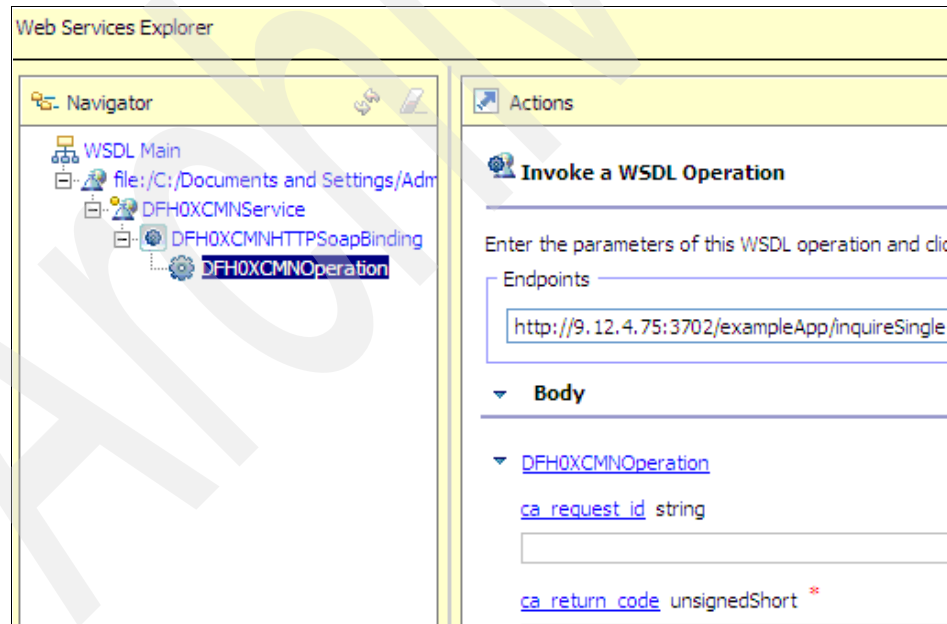 Web Services Explorer
Navigator
WSDL Main
file:/C:/Documents and Settings/Adm
DFH0XCMNService
DFH0XCMNHTTPSoapBinding
DFH0XCMNOperation
Actions
Invoke a WSDL Operation
Enter the parameters of this WSDL operation and clic
Endpoints
http://9.12.4.75:3702/exampleApp/inquireSingle
Body
DFH0XCMNOperation
ca_request_id string
ca_return_code unsignedShort *